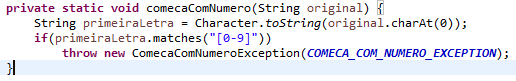 private static void comecaComNumero(String original) {
String primeiraLetra = Character.toString(original.charAt(0));
if(primeiraLetra.matches("[0-9]"))
throw new ComecaComNumeroException(COMECA_COM_NUMERO_EXCEPTION);
}